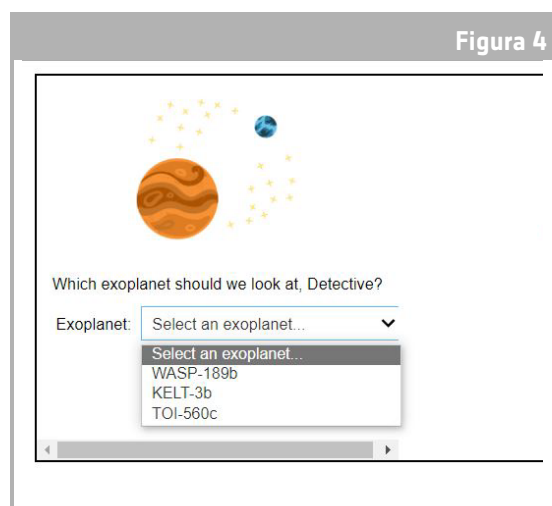 Figura 4
Which exoplanet should we look at, Detective?
Exoplanet: Select an exoplanet...
Select an exoplanet...
WASP-189b
KELT-3b
TOI-560c